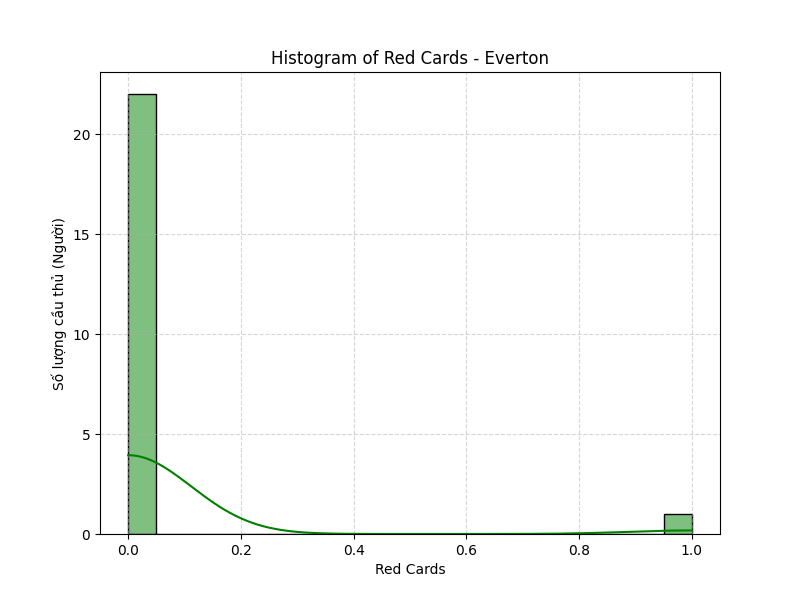 Histogram of Red Cards - Everton
Số lượng cầu thủ (Người)
20
15
10
5
0
0.0 0.2 0.4 0.6 0.8 1.0
Red Cards